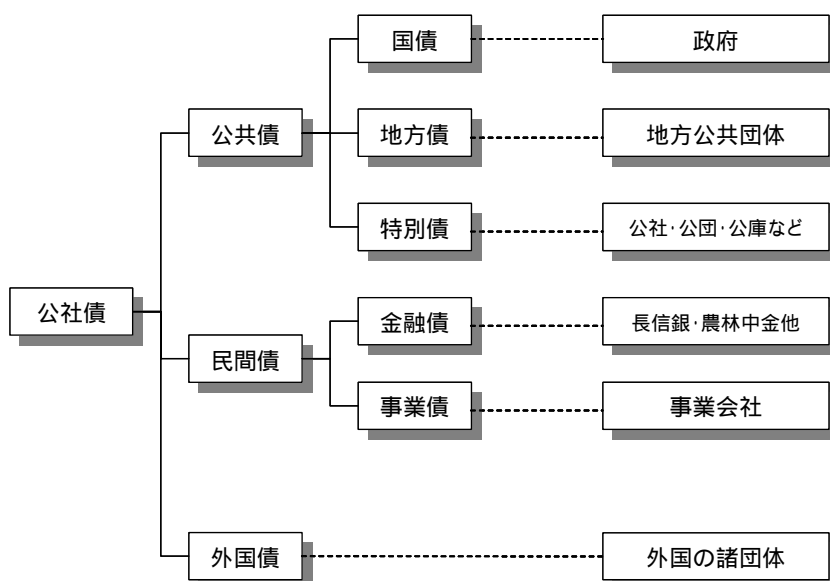 国債
政府
公共債
地方債
地方公共団体
特別債
公社・公団・公庫など
公社債
金融債
長信銀・農林中金他
民間債
事業債
事業会社
外国債
外国の諸団体